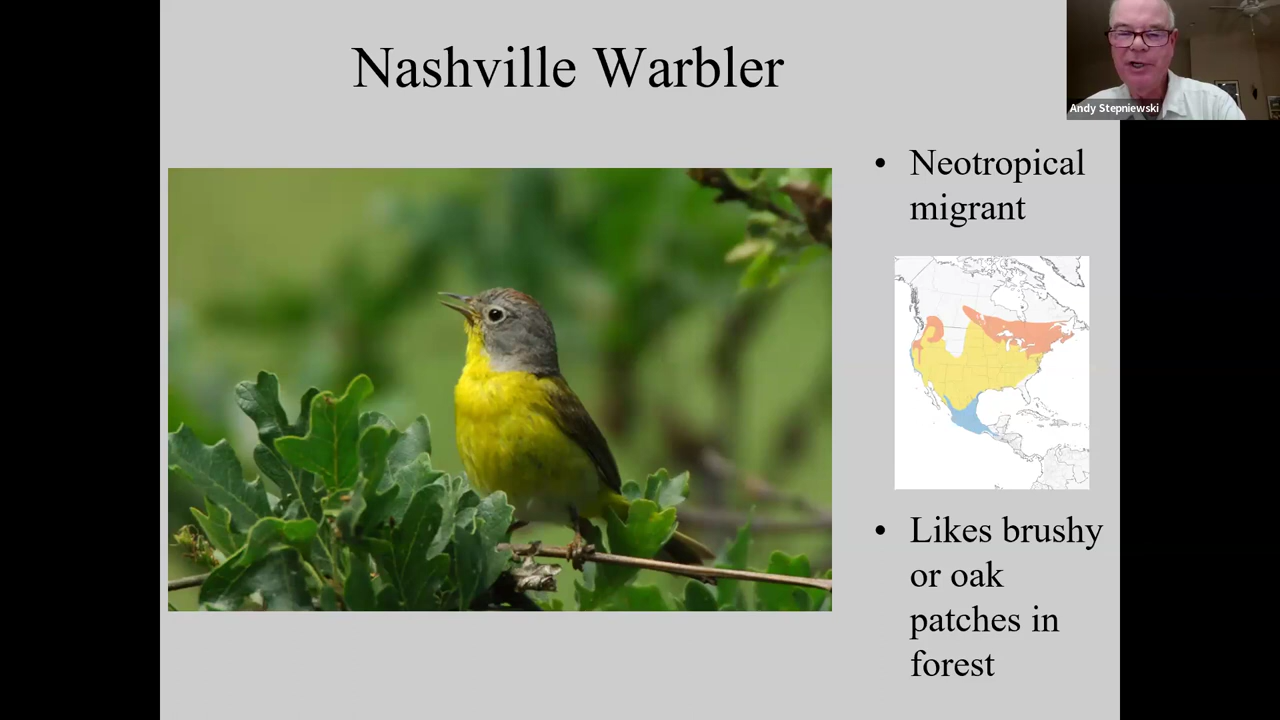 Nashville Warbler
Andy Stepniewski
• Neotropical
migrant
• Likes brushy
or oak
patches in
forest